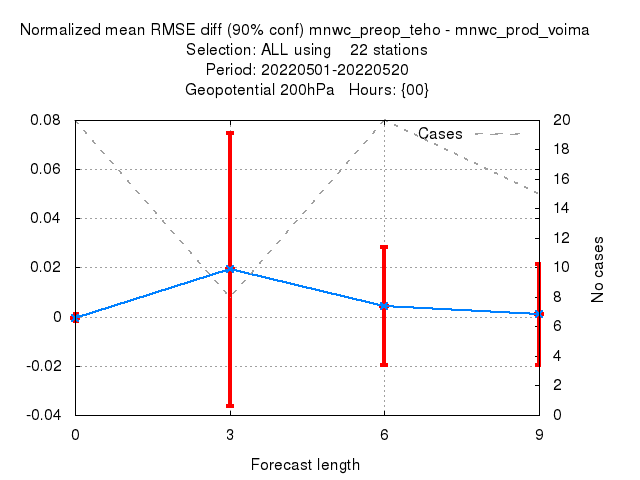 Normalized mean RMSE diff (90% conf) mnwc_preop_teho - mnwc_prod_voima
Selection: ALL using 22 stations
Period: 20220501-20220520
Geopotential 200hPa Hours: {00}
0.08
0.06
0.04
0.02
0
-0.02
-0.04
Cases
20
18
16
14
12
10
8
6
4
2
0
No cases
0 3 6 9
Forecast length